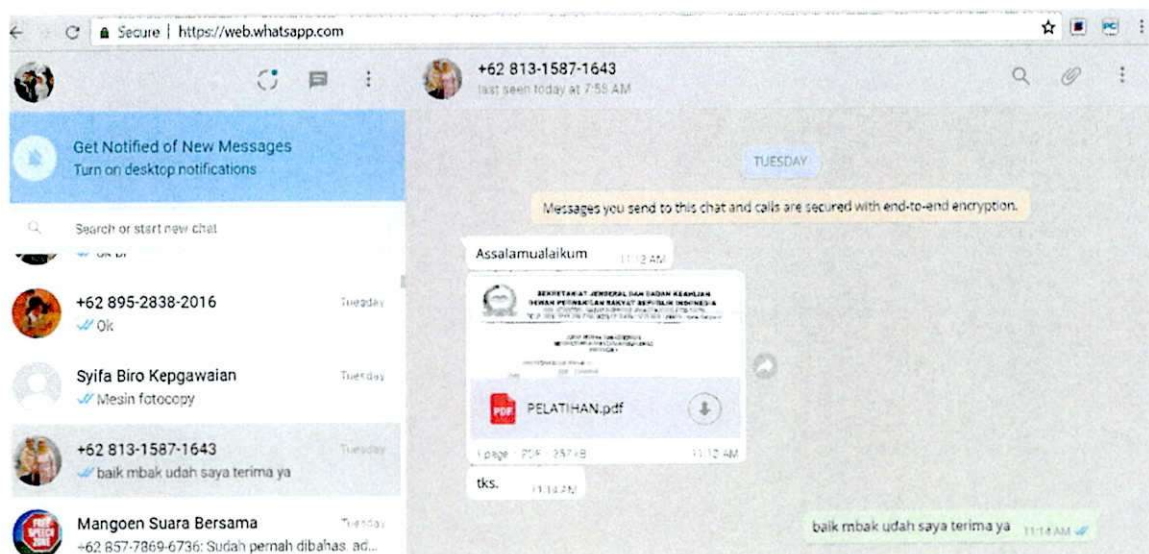 Secure | https://web.whatsapp.com
Get Notified of New Messages
Turn on desktop notifications
Search or start new chat
+62 895-2838-2016 Tuesday
Ok
Syifa Biro Kepgawaian Tuesday
Mesin fotocopy
+62 813-1587-1643 Tuesday
baik mbak udah saya terima ya
Mangoen Suara Bersama Tuesday
+62 857-7869-6736: Sudah pernah dibahas, ad...
FREE SPEECH ZONE
+62 813-1587-1643
last seen today at 7:55 AM
TUESDAY
Messages you send to this chat and calls are secured with end-to-end encryption.
Assalamualaikum 11:12 AM
SEKRETARIAT JENDERAL DAN BADAN KEAHLIAN
DEWAN PERWAKILAN RAKYAT REPUBLIK INDONESIA
PDF PELATIHAN.pdf
1 page PDF 257 kB 11:12 AM
tks. 11:14 AM
baik mbak udah saya terima ya 11:14 AM